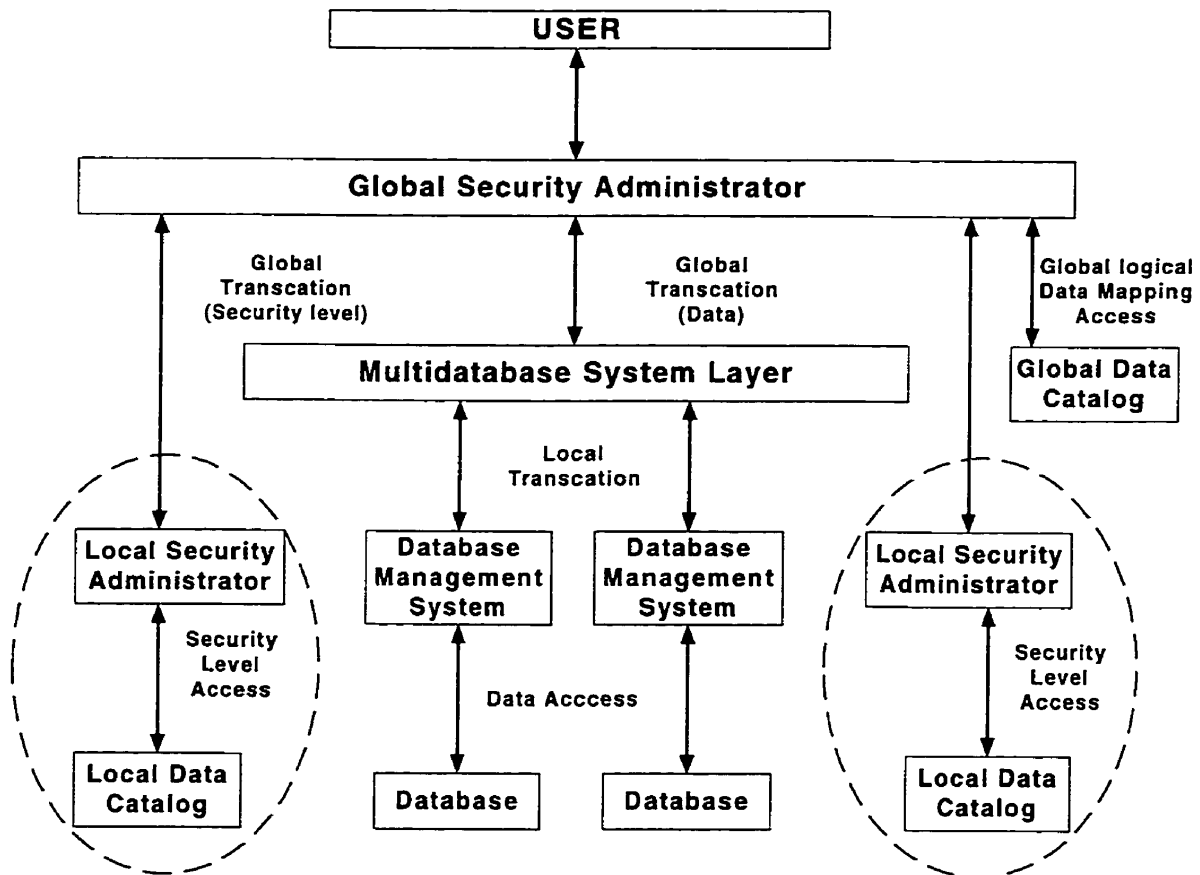 USER
Global Security Administrator
Global
Transcation
(Security level)
Global
Transcation
(Data)
Global logical
Data Mapping
Access
Multidatabase System Layer
Global Data
Catalog
Local
Transcation
Local Security
Administrator
Database
Management
System
Database
Management
System
Local Security
Administrator
Security
Level
Access
Data Acccess
Security
Level
Access
Local Data
Catalog
Database
Database
Local Data
Catalog